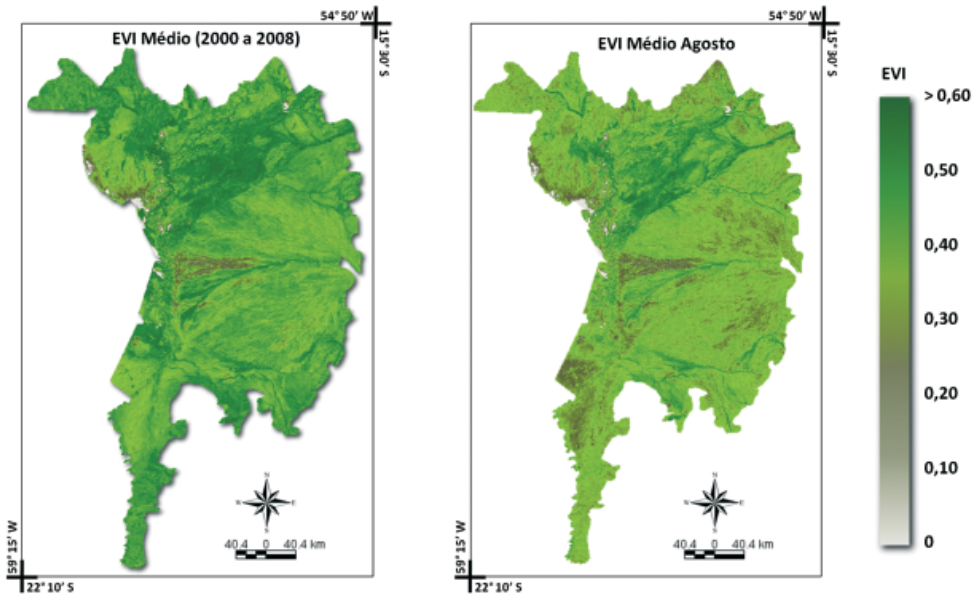 54° 50' W
15° 30' S
EVI Médio (2000 a 2008)
N
W
E
S
40.4 0 40.4 km
59° 15' W
22° 10' S
54° 50' W
15° 30' S
EVI Médio Agosto
N
W
E
S
40.4 0 40.4 km
59° 15' W
22° 10' S
EVI
> 0,60
0,50
0,40
0,30
0,20
0,10
0